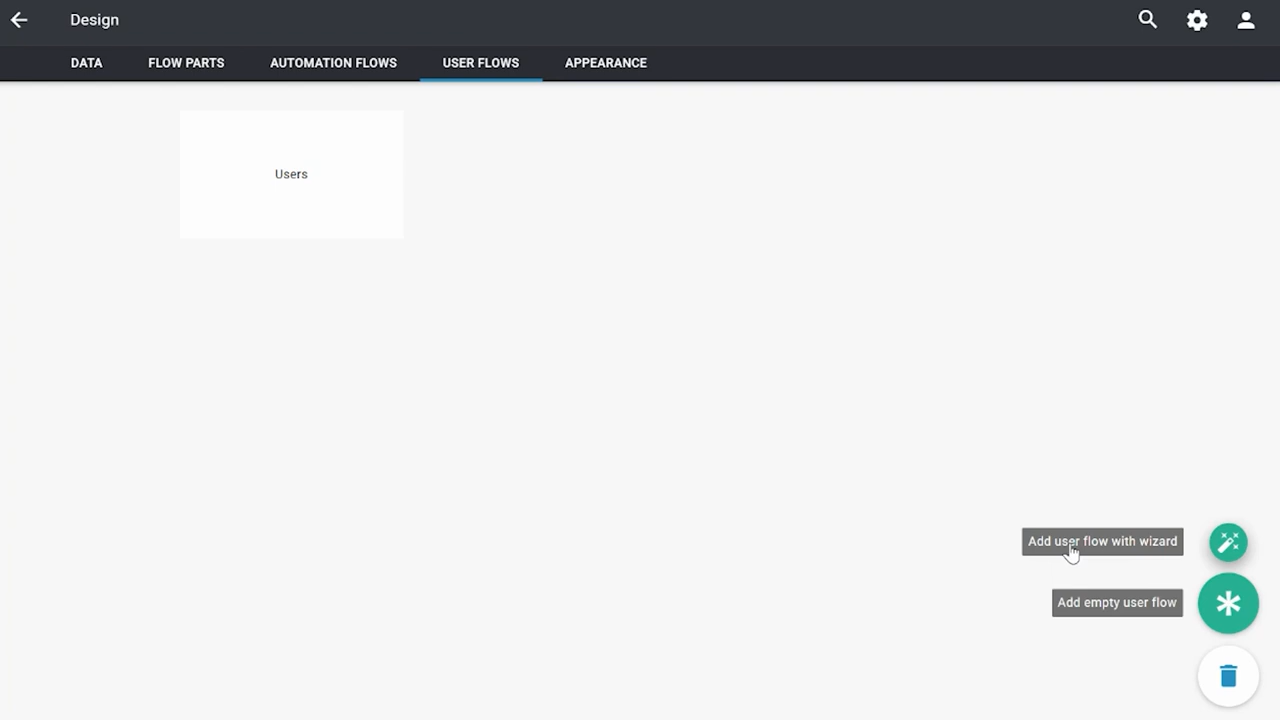 Design
DATA FLOW PARTS AUTOMATION FLOWS USER FLOWS APPEARANCE
Users
Add user flow with wizard
Add empty user flow